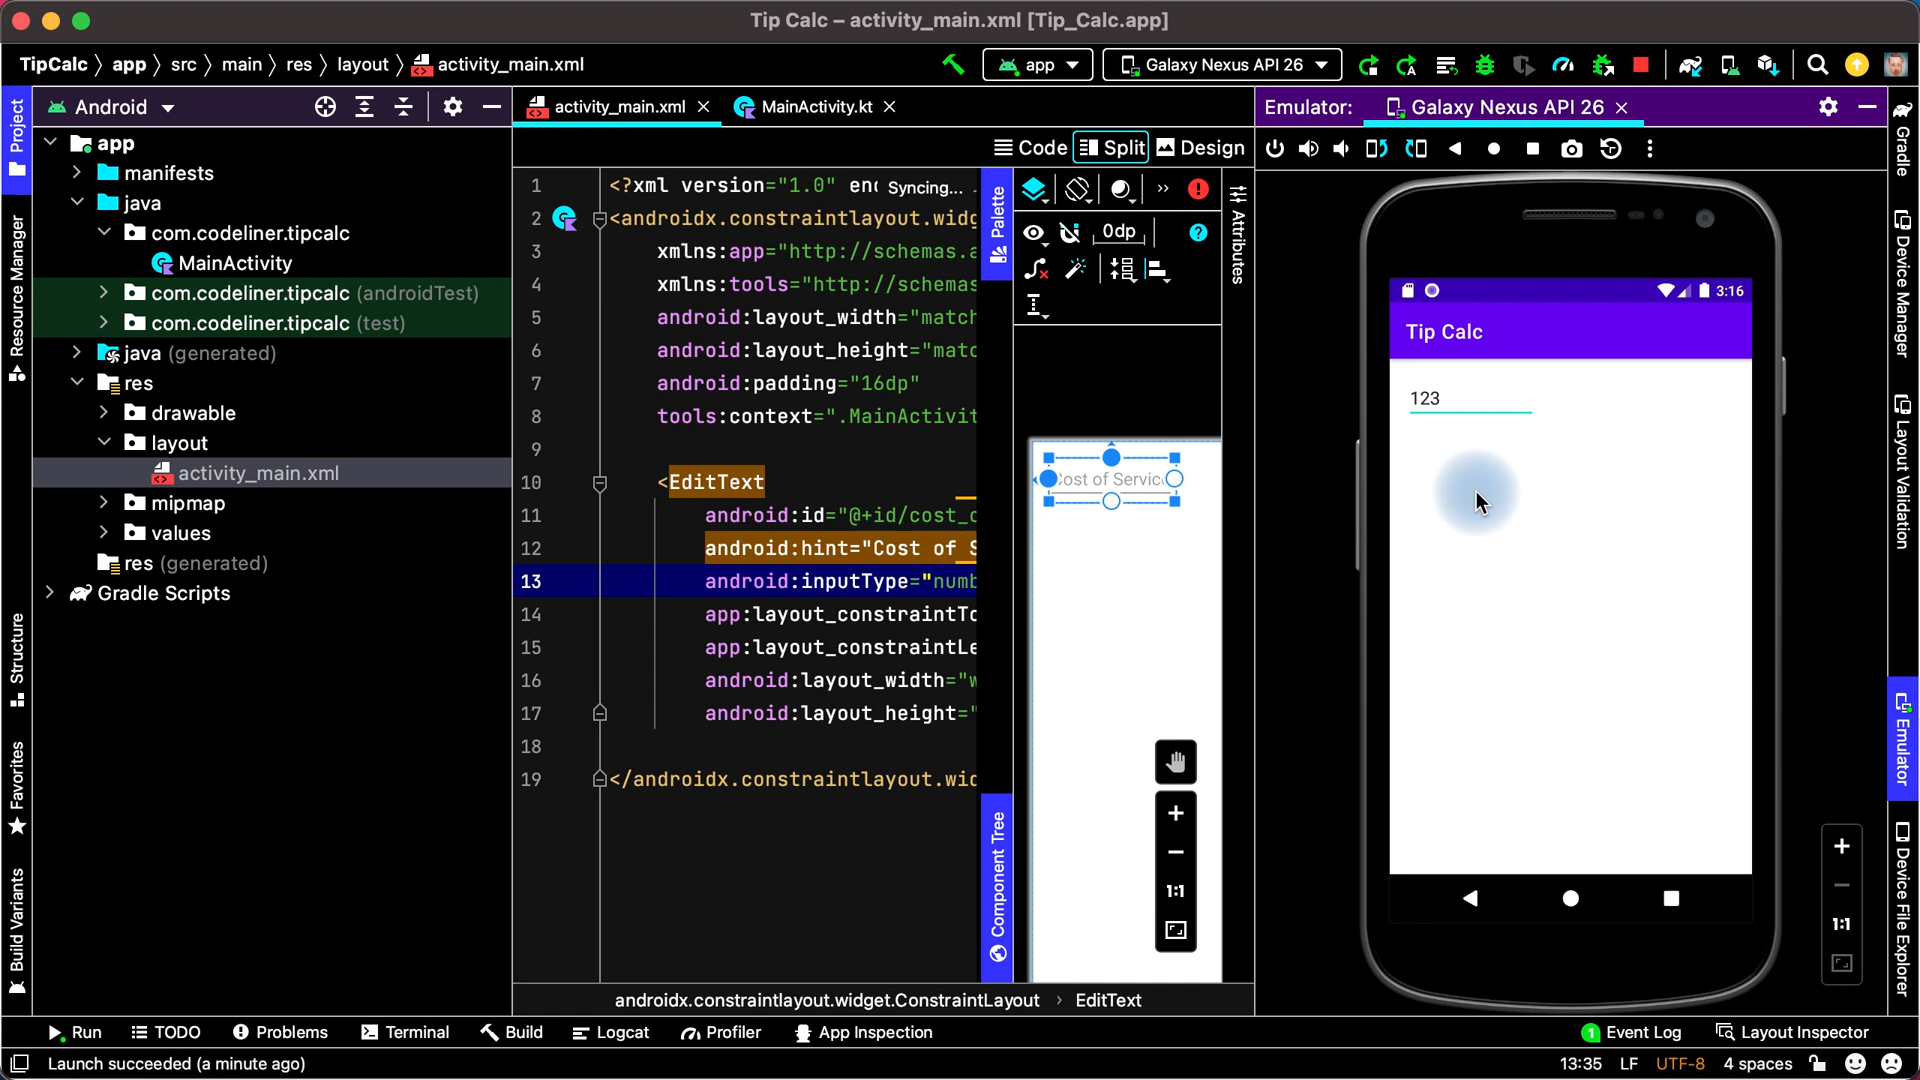 Tip Calc – activity_main.xml [Tip_Calc.app]
TipCalc 〉 app 〉 src 〉 main 〉 res 〉 layout 〉 activity_main.xml
app
Galaxy Nexus API 26
Project
Android
activity_main.xml
MainActivity.kt
Emulator:
Galaxy Nexus API 26
Gradle
app
manifests
java
com.codeliner.tipcalc
MainActivity
com.codeliner.tipcalc (androidTest)
com.codeliner.tipcalc (test)
java (generated)
res
drawable
layout
activity_main.xml
mipmap
values
res (generated)
Gradle Scripts
Resource Manager
Structure
Favorites
Build Variants
Code
Split
Design
1 <?xml version="1.0" enc
Syncing...
2 <androidx.constraintlayout.widg
3 xmlns:app="http://schemas.a
4 xmlns:tools="http://schemas
5 android:layout_width="match
6 android:layout_height="matc
7 android:padding="16dp"
8 tools:context=".MainActivit
9
10 <EditText
11 android:id="@+id/cost_o
12 android:hint="Cost of S
13 android:inputType="numb
14 app:layout_constraintTo
15 app:layout_constraintLe
16 android:layout_width="w
17 android:layout_height="
18
19 </androidx.constraintlayout.wid
Palette
Component Tree
0dp
Attributes
Cost of Servic
1:1
3:16
Tip Calc
123
1:1
Device Manager
Layout Validation
Emulator
Device File Explorer
androidx.constraintlayout.widget.ConstraintLayout › EditText
Run
TODO
Problems
Terminal
Build
Logcat
Profiler
App Inspection
1 Event Log
Layout Inspector
Launch succeeded (a minute ago)
13:35 LF UTF-8 4 spaces